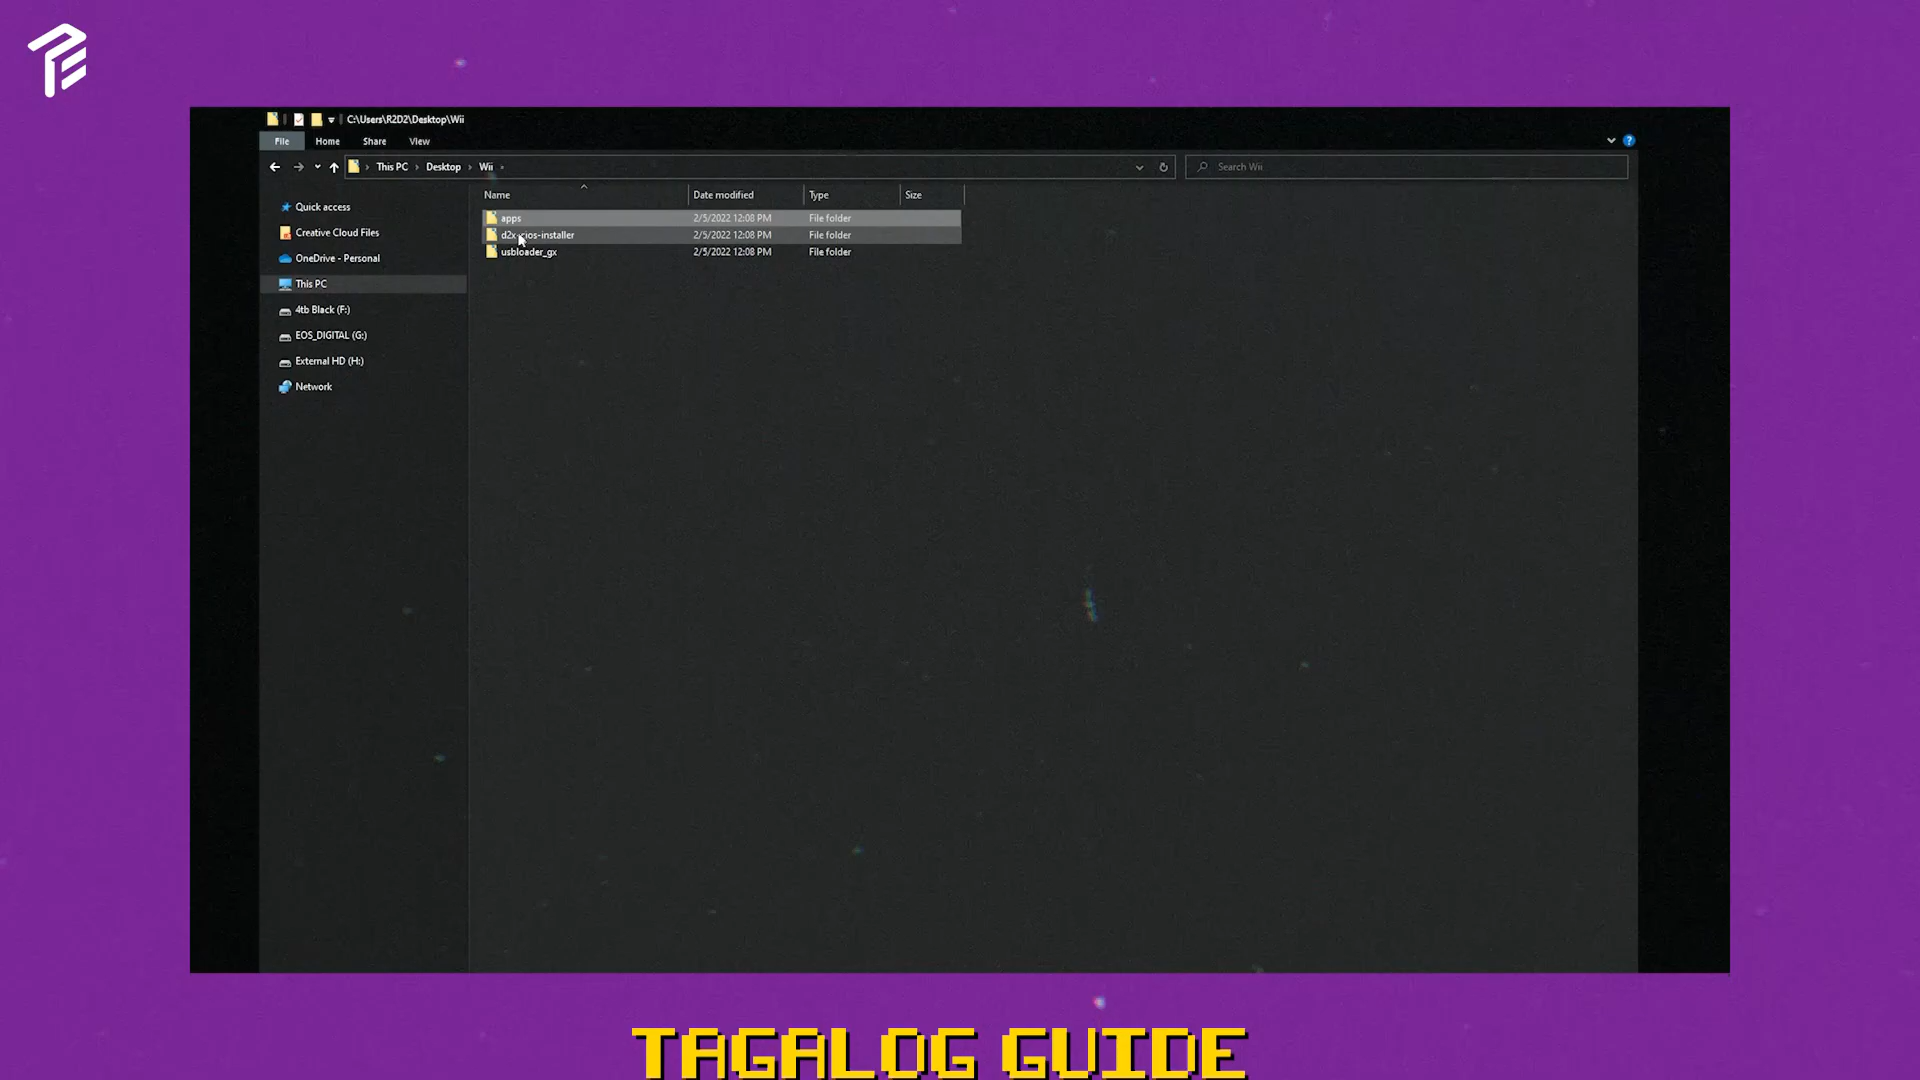 C:\Users\R2D2\Desktop\Wii
File Home Share View
This PC › Desktop › Wii ›
Search Wii
Name Date modified Type Size
apps 2/5/2022 12:08 PM File folder
d2x-cios-installer 2/5/2022 12:08 PM File folder
usbloader_gx 2/5/2022 12:08 PM File folder
Quick access
Creative Cloud Files
OneDrive - Personal
This PC
4tb Black (F:)
EOS_DIGITAL (G:)
External HD (H:)
Network
TAGALOG GUIDE